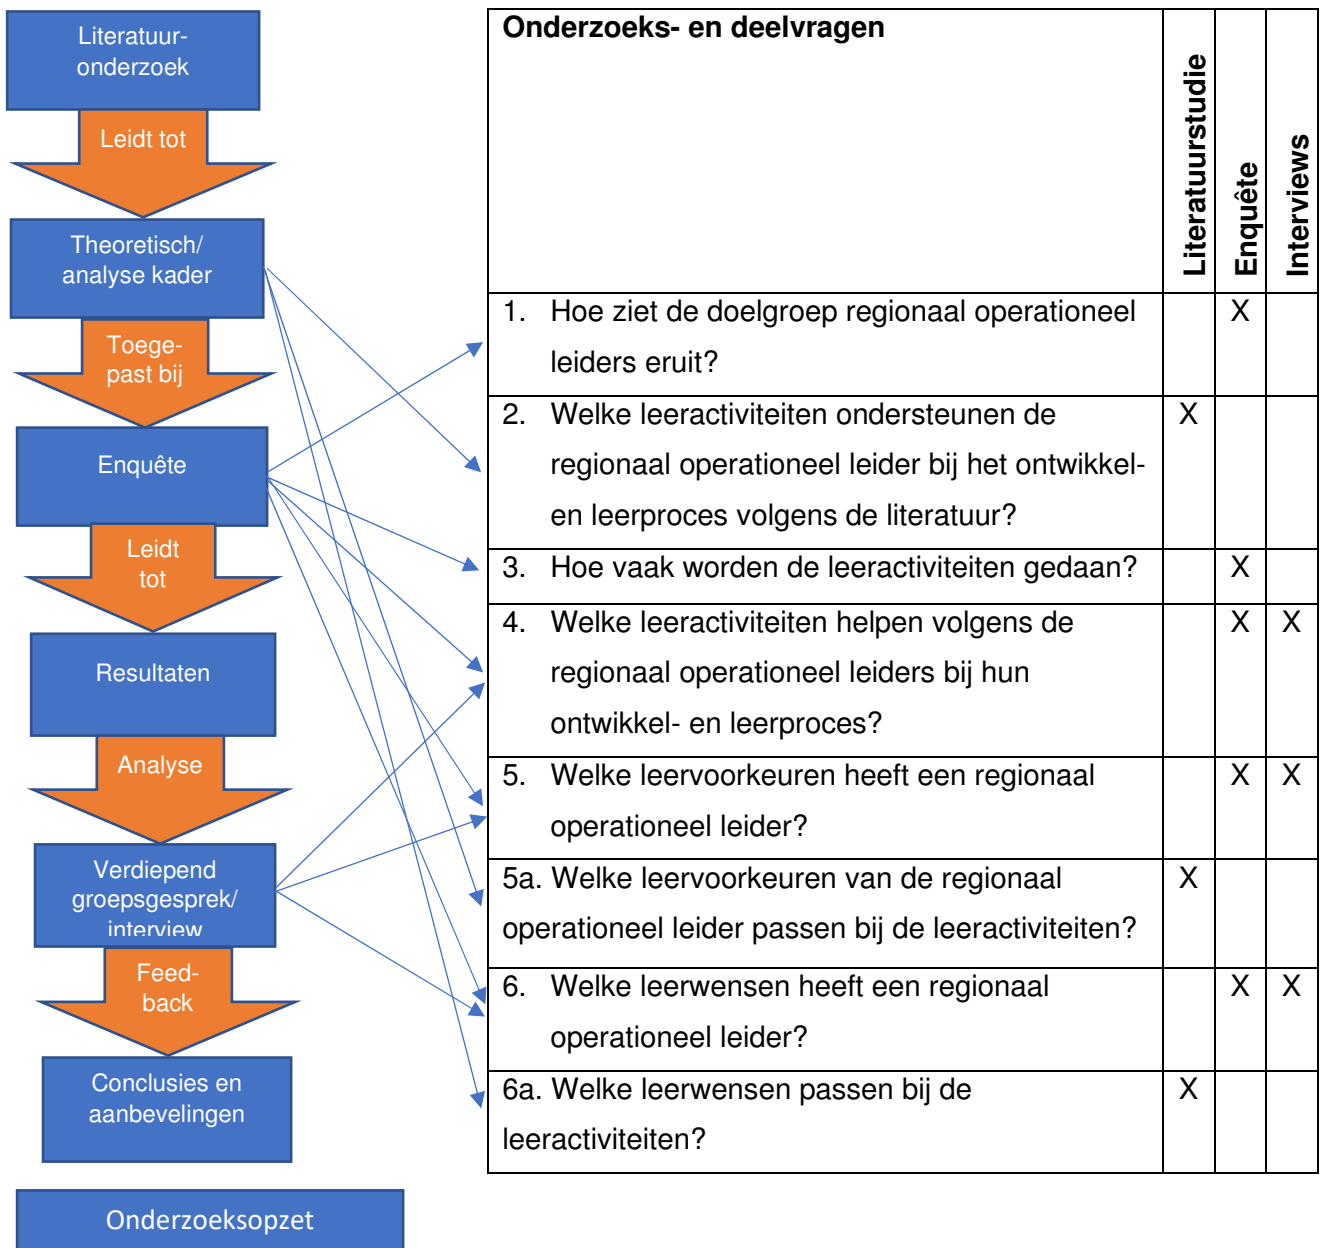 Literatuur-
onderzoek
Leidt tot
Theoretisch/
analyse kader
Toege-
past bij
Enquête
Leidt
tot
Resultaten
Analyse
Verdiepend
groepsgesprek/
interview
Feed-
back
Conclusies en
aanbevelingen
Onderzoeksopzet
Onderzoeks- en deelvragen
Literatuurstudie
Enquête
Interviews
1. Hoe ziet de doelgroep regionaal operationeel
leiders eruit?
X
2. Welke leeractiviteiten ondersteunen de
regionaal operationeel leider bij het ontwikkel-
en leerproces volgens de literatuur?
X
3. Hoe vaak worden de leeractiviteiten gedaan?
X
4. Welke leeractiviteiten helpen volgens de
regionaal operationeel leiders bij hun
ontwikkel- en leerproces?
X X
5. Welke leervoorkeuren heeft een regionaal
operationeel leider?
X X
5a. Welke leervoorkeuren van de regionaal
operationeel leider passen bij de leeractiviteiten?
X
6. Welke leerwensen heeft een regionaal
operationeel leider?
X X
6a. Welke leerwensen passen bij de
leeractiviteiten?
X